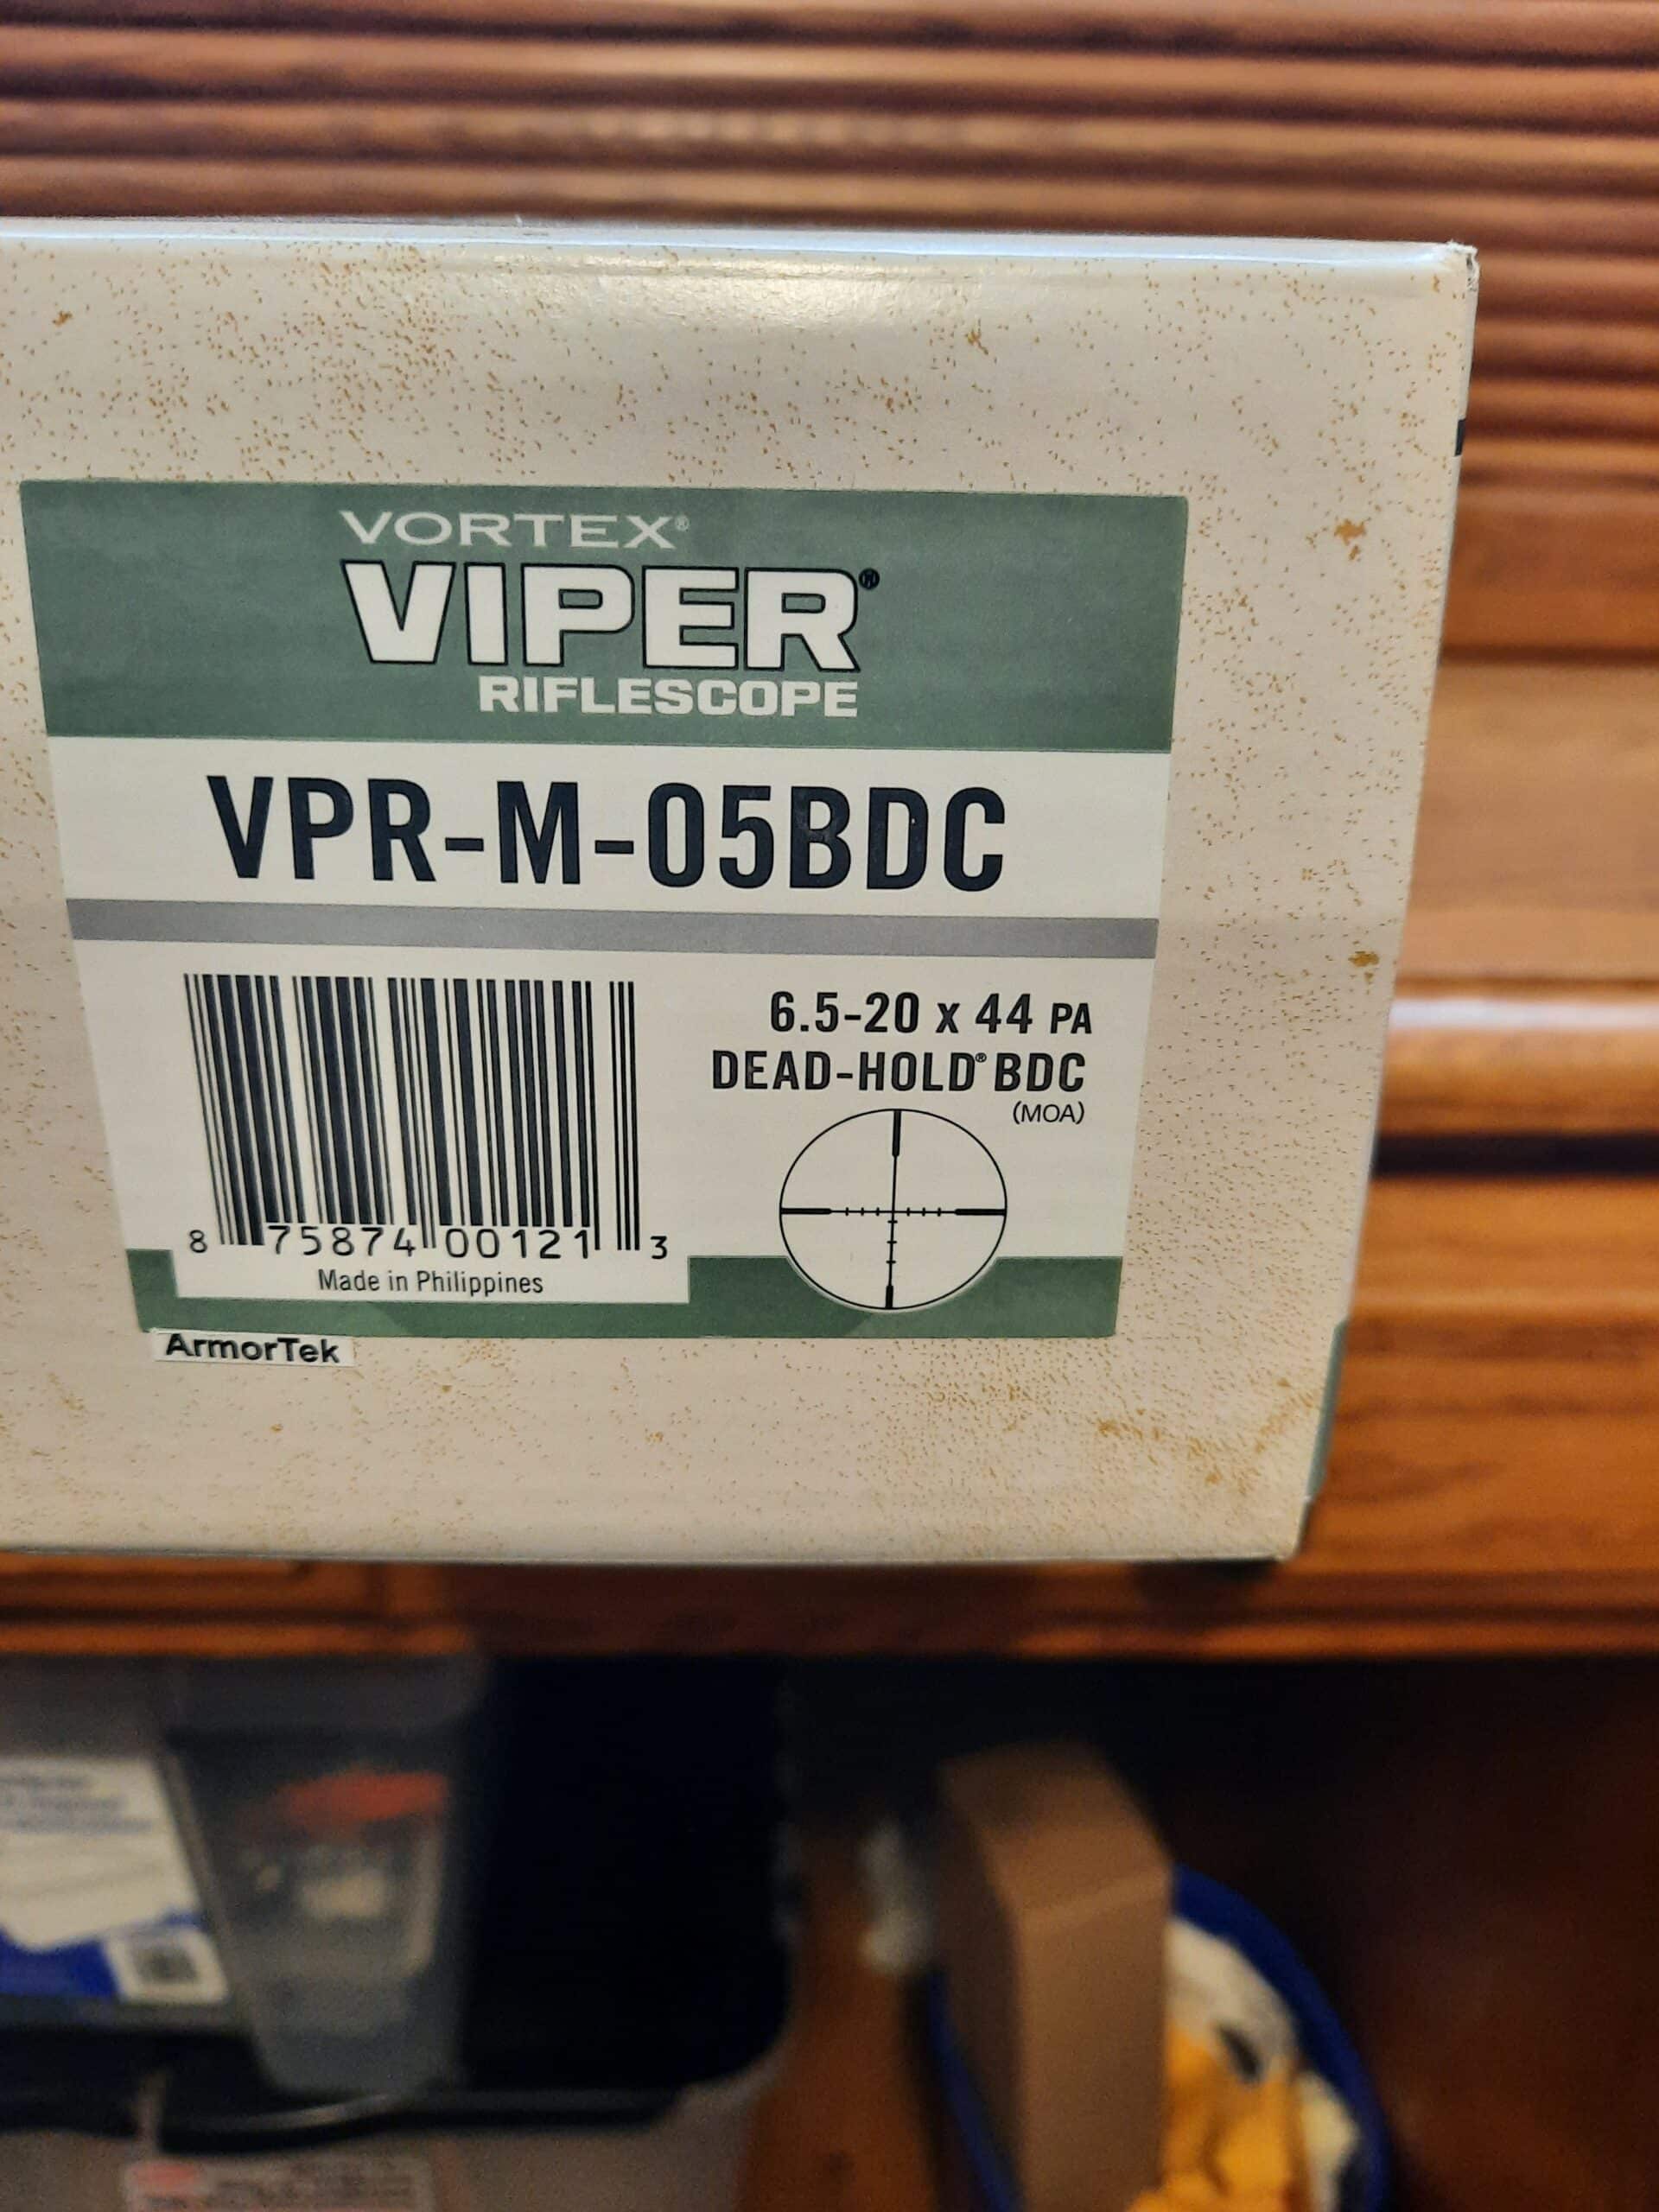 VORTEX®
VIPER®
RIFLESCOPE
VPR-M-05BDC
6.5-20 x 44 PA
DEAD-HOLD® BDC
(MOA)
8 75874 00121 3
Made in Philippines
ArmorTek